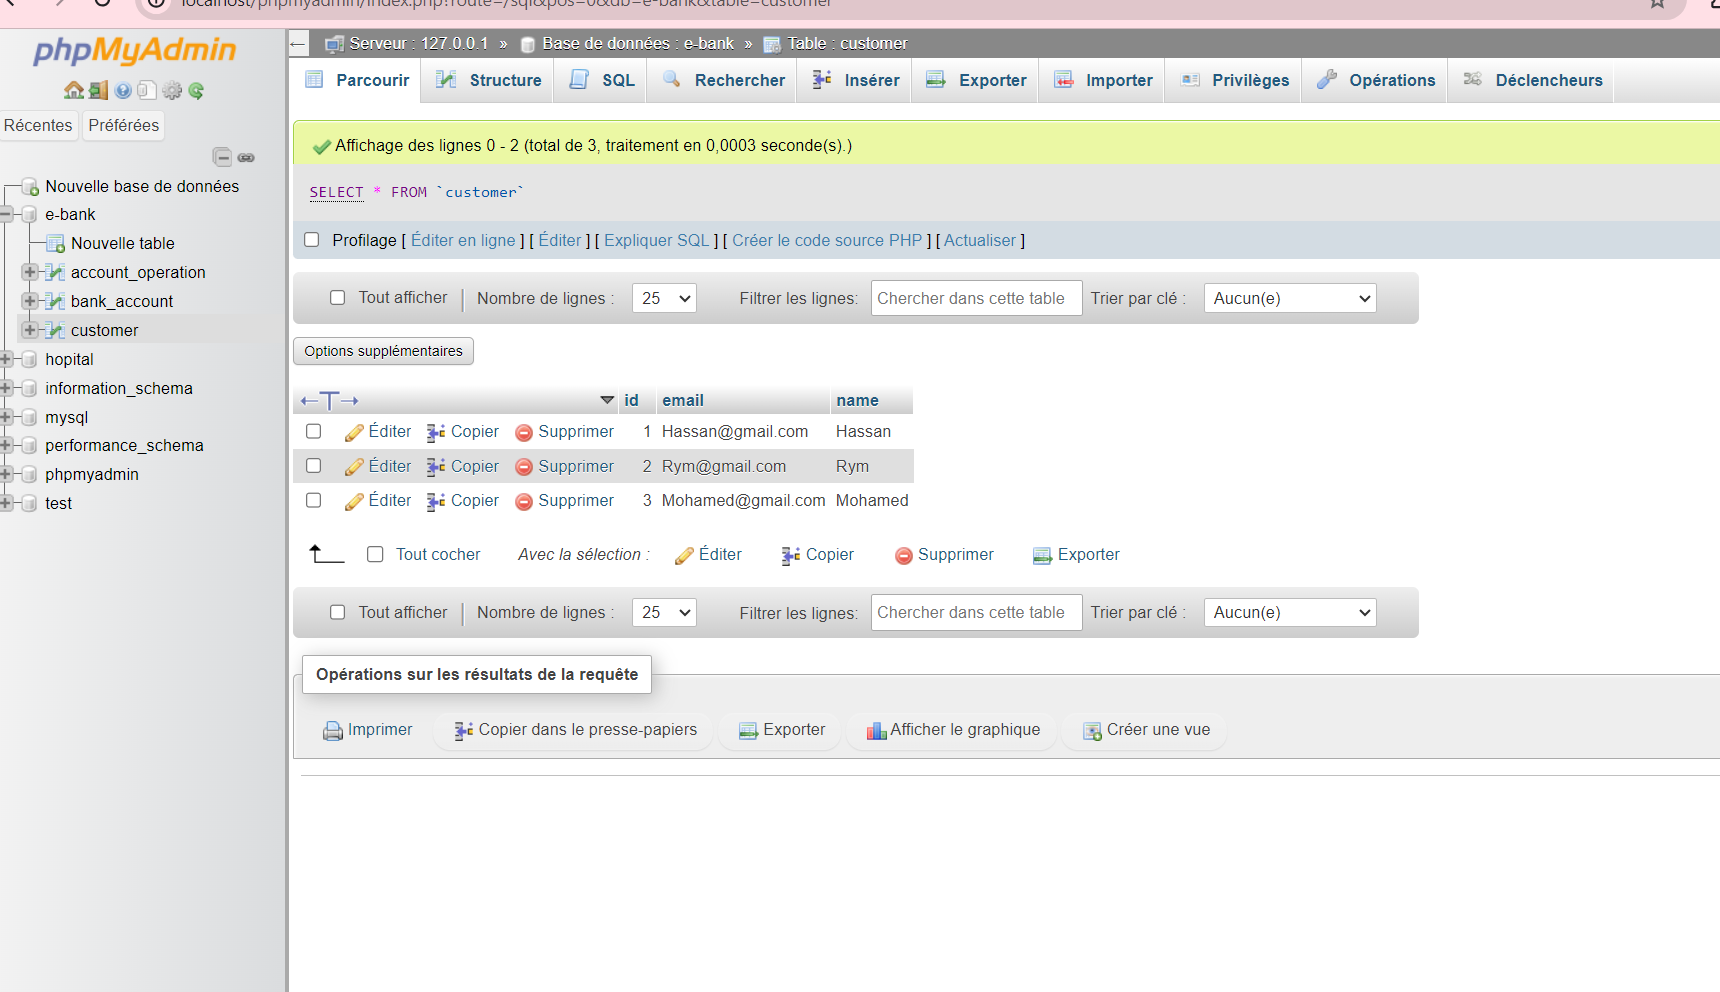 localhost/phpmyadmin/index.php?route=/sql&pos=0&db=e-bank&table=customer
phpMyAdmin
Récentes Préférées
Nouvelle base de données
e-bank
Nouvelle table
account_operation
bank_account
customer
hopital
information_schema
mysql
performance_schema
phpmyadmin
test
Serveur : 127.0.0.1 » Base de données : e-bank » Table : customer
Parcourir Structure SQL Rechercher Insérer Exporter Importer Privilèges Opérations Déclencheurs
Affichage des lignes 0 - 2 (total de 3, traitement en 0,0003 seconde(s).)
SELECT * FROM `customer`
Profilage [ Éditer en ligne ] [ Éditer ] [ Expliquer SQL ] [ Créer le code source PHP ] [ Actualiser ]
Tout afficher Nombre de lignes : 25 Filtrer les lignes: Chercher dans cette table Trier par clé : Aucun(e)
Options supplémentaires
id email name
Éditer Copier Supprimer 1 Hassan@gmail.com Hassan
Éditer Copier Supprimer 2 Rym@gmail.com Rym
Éditer Copier Supprimer 3 Mohamed@gmail.com Mohamed
Tout cocher Avec la sélection : Éditer Copier Supprimer Exporter
Tout afficher Nombre de lignes : 25 Filtrer les lignes: Chercher dans cette table Trier par clé : Aucun(e)
Opérations sur les résultats de la requête
Imprimer Copier dans le presse-papiers Exporter Afficher le graphique Créer une vue